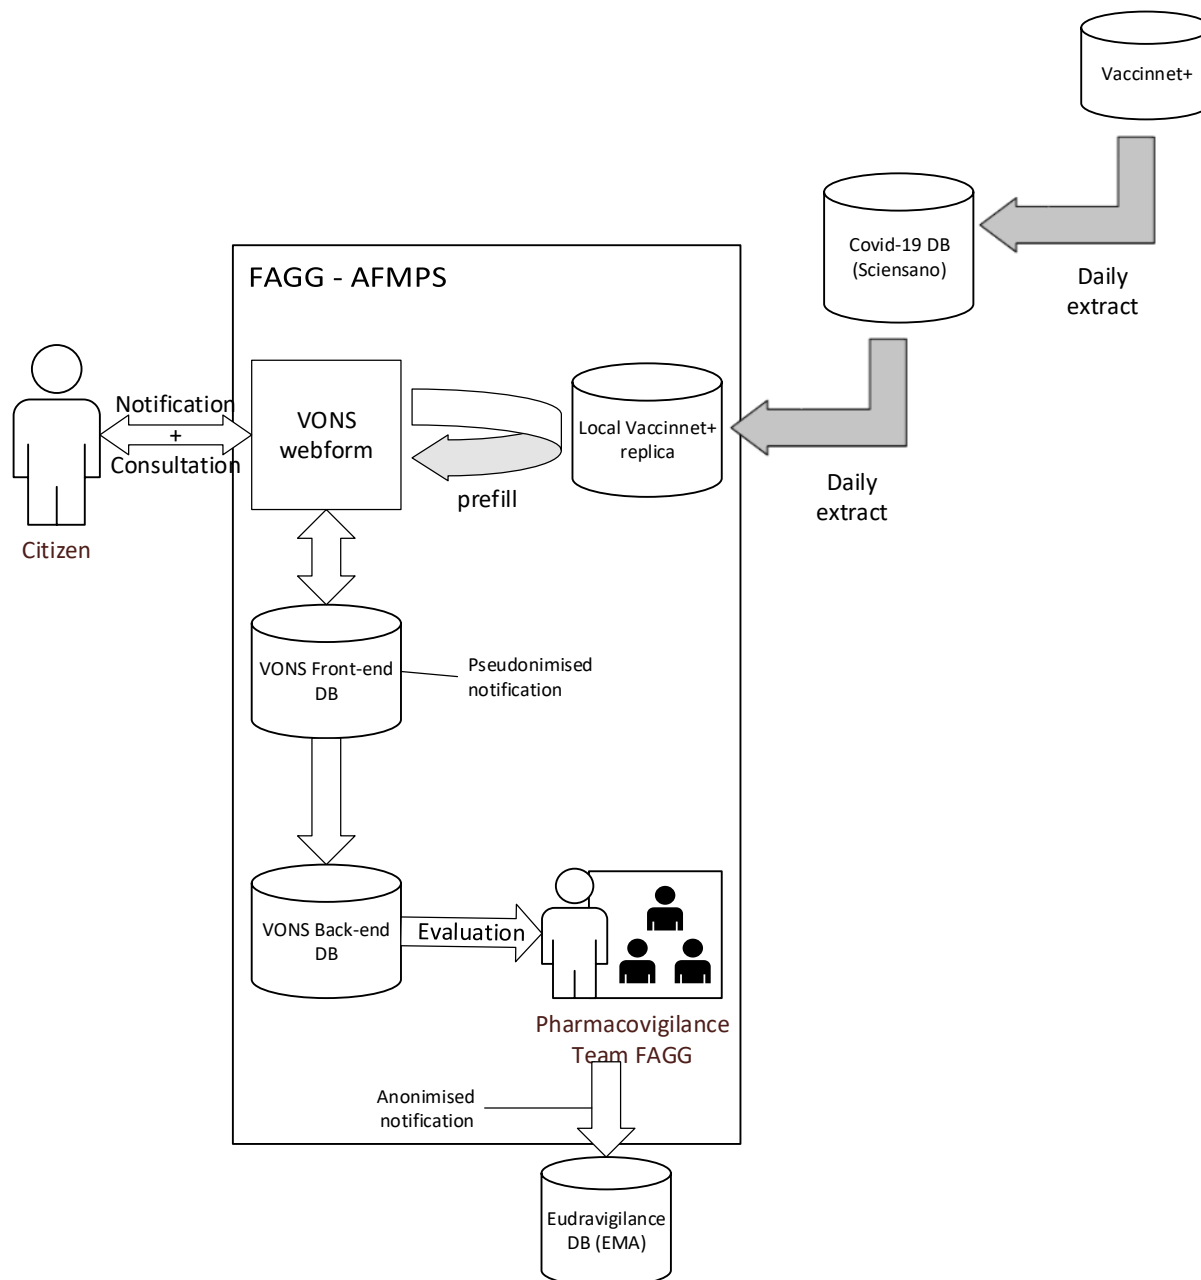 Vaccinnet+
Covid-19 DB
(Sciensano)
Daily
extract
FAGG - AFMPS
Notification
+
Consultation
VONS
webform
Local Vaccinnet+
replica
prefill
Daily
extract
Citizen
VONS Front-end
DB
Pseudonimised
notification
VONS Back-end
DB
Evaluation
Pharmacovigilance
Team FAGG
Anonimised
notification
Eudravigilance
DB (EMA)